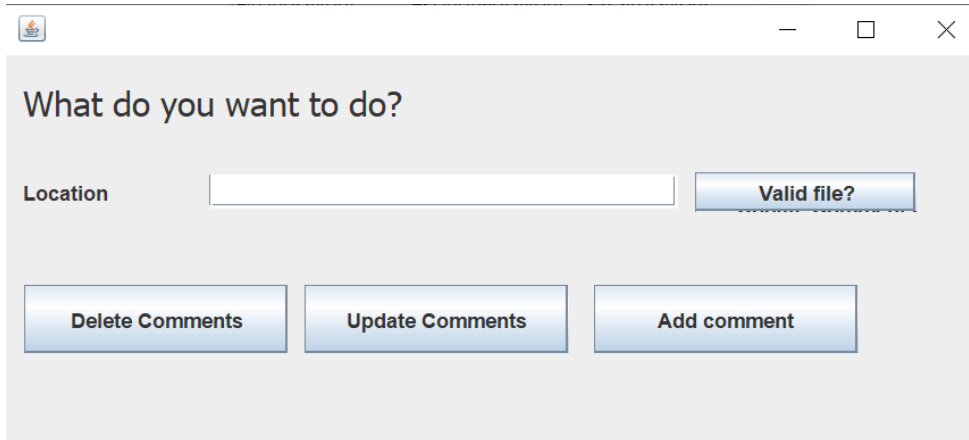 What do you want to do?
Location
Valid file?
Delete Comments
Update Comments
Add comment